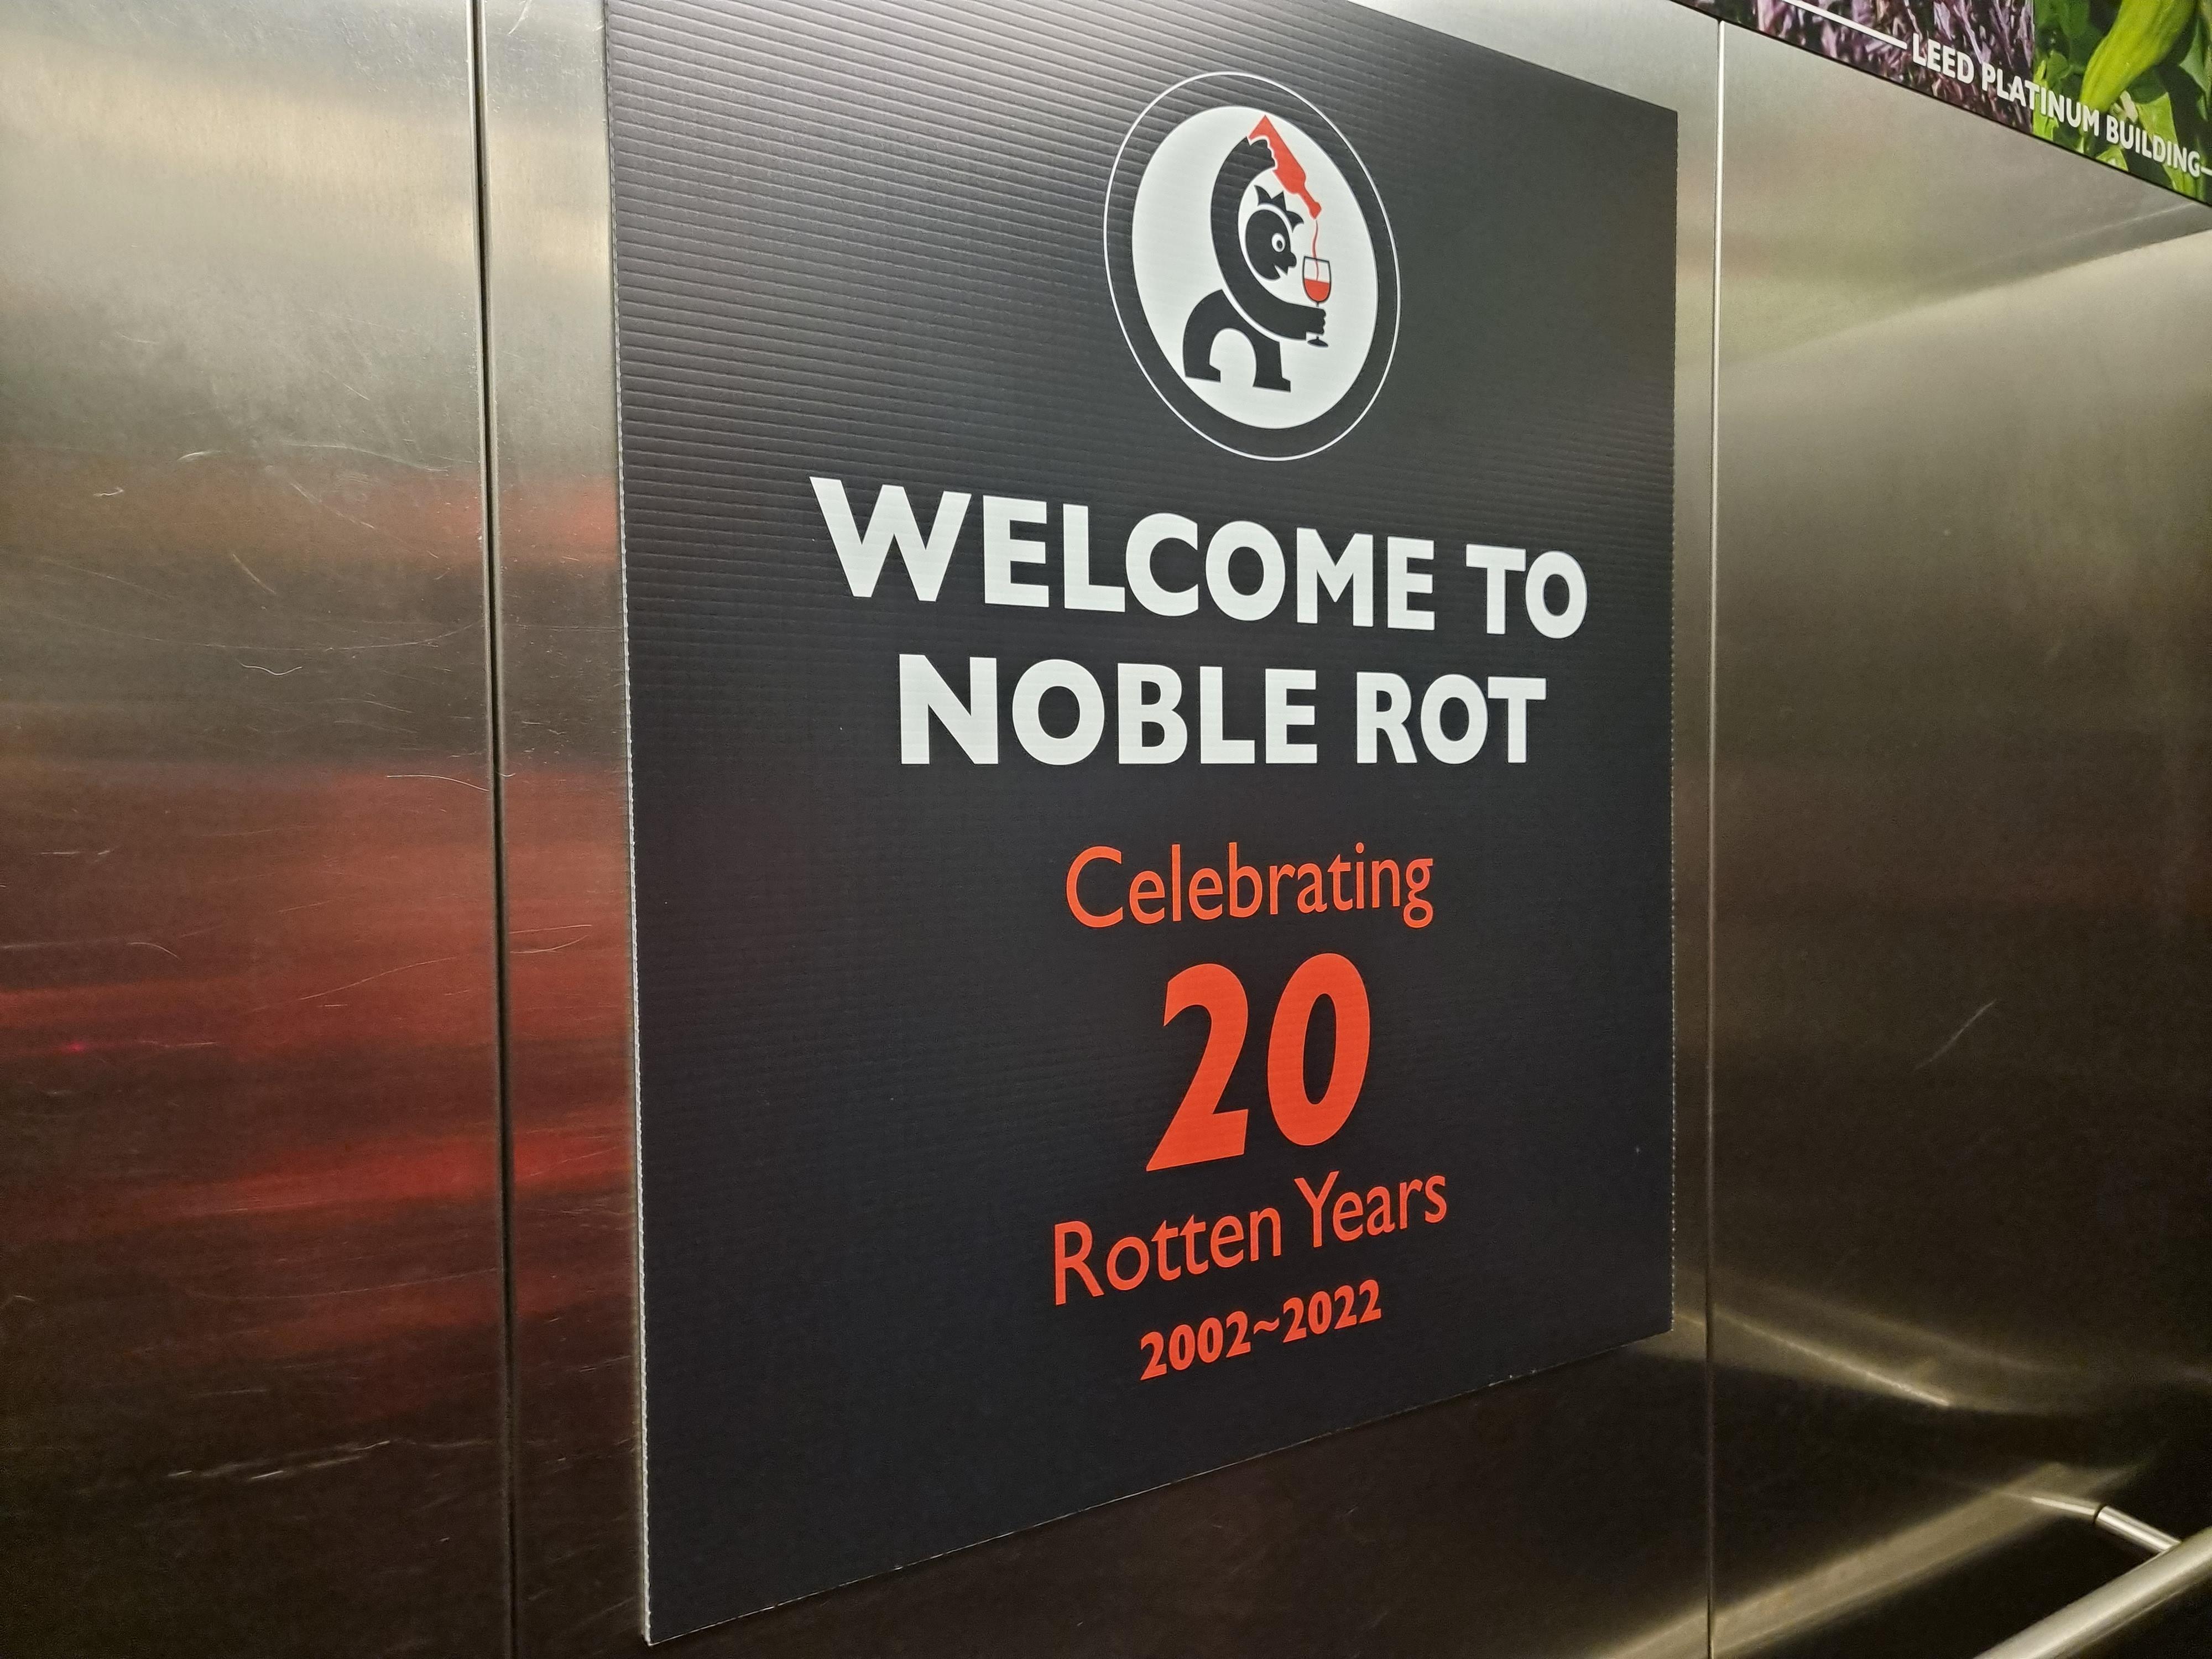 LEED PLATINUM BUILDING
WELCOME TO
NOBLE ROT
Celebrating
20
Rotten Years
2002~2022